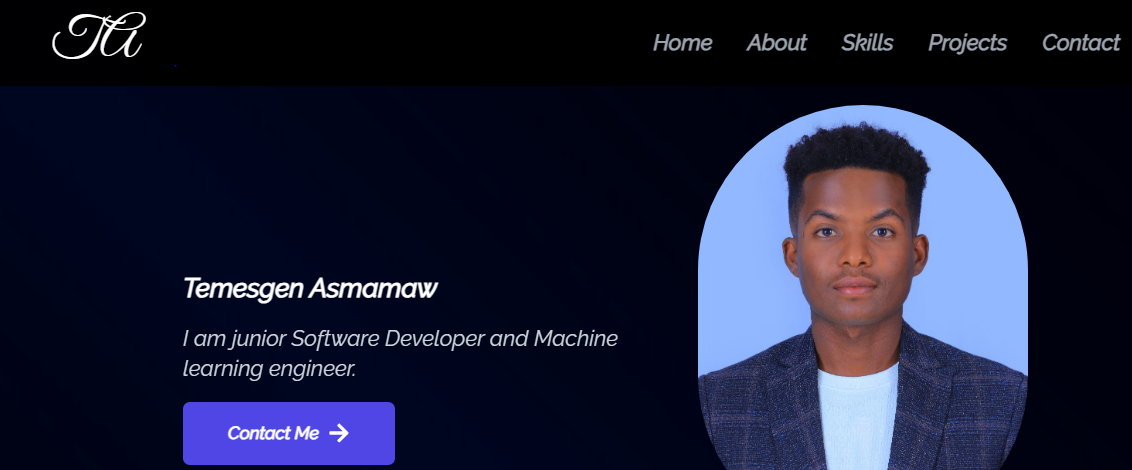 TA
Home About Skills Projects Contact
Temesgen Asmamaw
I am junior Software Developer and Machine
learning engineer.
Contact Me